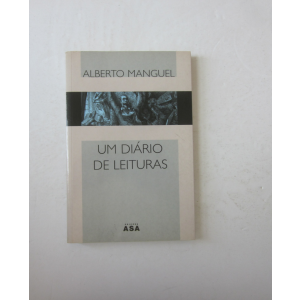 ALBERTO MANGUEL
UM DIÁRIO
DE LEITURAS
ASA